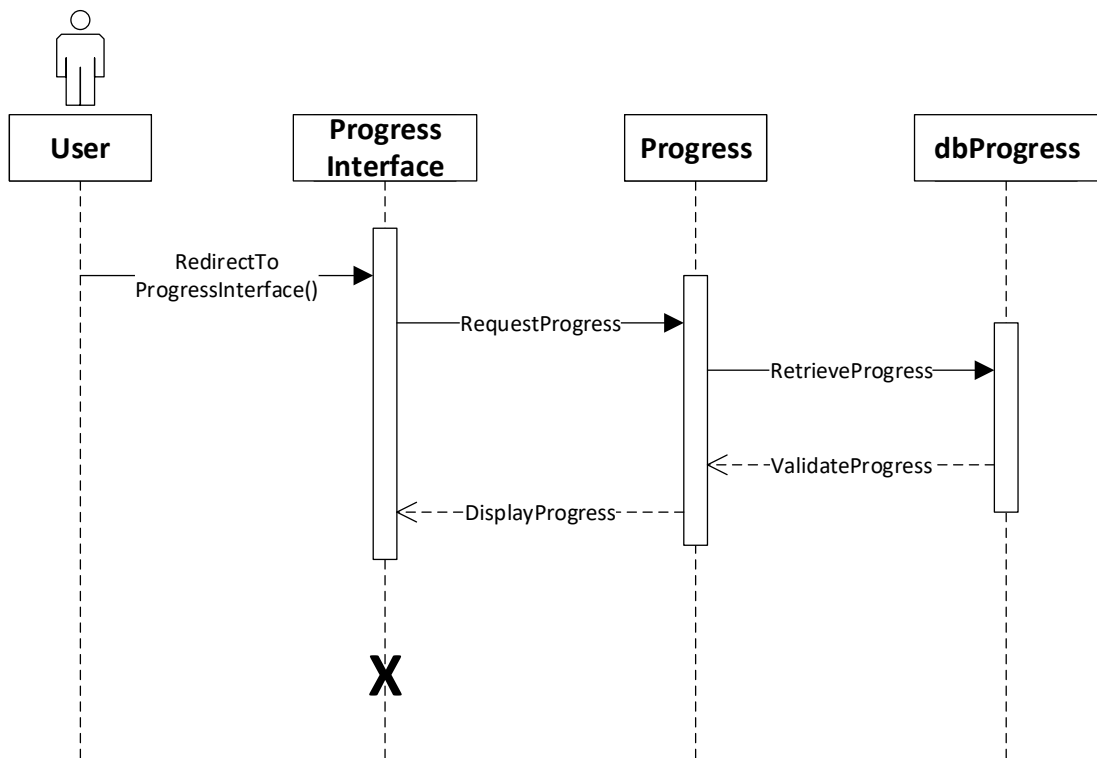 User
Progress
Interface
Progress
dbProgress
RedirectTo
ProgressInterface()
RequestProgress
RetrieveProgress
ValidateProgress
DisplayProgress
X